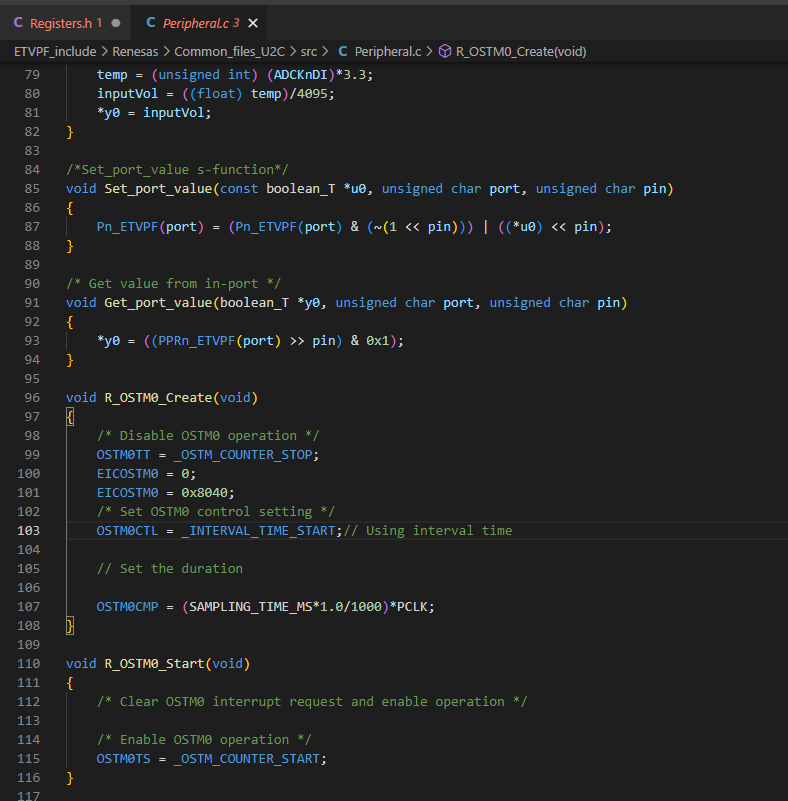 Registers.h 1
Peripheral.c 3
ETVPF_include > Renesas > Common_files_U2C > src > C Peripheral.c > R_OSTM0_Create(void)
79 temp = (unsigned int) (ADCKnDI)*3.3;
80 inputVol = ((float) temp)/4095;
81 *y0 = inputVol;
82 }
83
84 /*Set_port_value s-function*/
85 void Set_port_value(const boolean_T *u0, unsigned char port, unsigned char pin)
86 {
87 Pn_ETVPF(port) = (Pn_ETVPF(port) & (~(1 << pin))) | ((*u0) << pin);
88 }
89
90 /* Get value from in-port */
91 void Get_port_value(boolean_T *y0, unsigned char port, unsigned char pin)
92 {
93 *y0 = ((PPRn_ETVPF(port) >> pin) & 0x1);
94 }
95
96 void R_OSTM0_Create(void)
97 {
98 /* Disable OSTM0 operation */
99 OSTM0TT = _OSTM_COUNTER_STOP;
100 EICOSTM0 = 0;
101 EICOSTM0 = 0x8040;
102 /* Set OSTM0 control setting */
103 OSTM0CTL = _INTERVAL_TIME_START;// Using interval time
104
105 // Set the duration
106
107 OSTM0CMP = (SAMPLING_TIME_MS*1.0/1000)*PCLK;
108 }
109
110 void R_OSTM0_Start(void)
111 {
112 /* Clear OSTM0 interrupt request and enable operation */
113
114 /* Enable OSTM0 operation */
115 OSTM0TS = _OSTM_COUNTER_START;
116 }
117